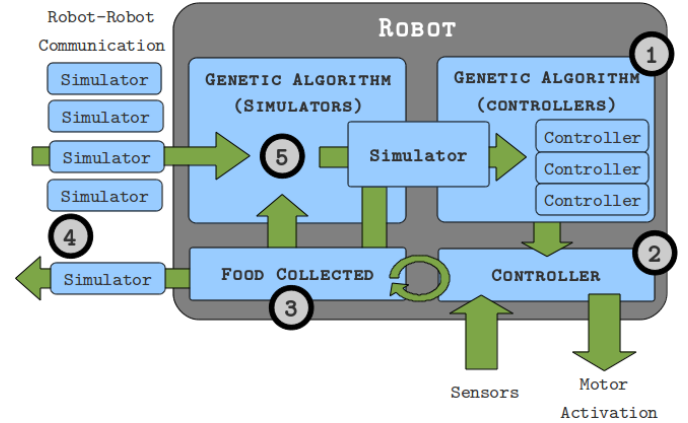 Robot-Robot
Communication
Simulator
Simulator
Simulator
Simulator
4
Simulator
ROBOT
GENETIC ALGORITHM
(SIMULATORS)
5
Simulator
1
GENETIC ALGORITHM
(CONTROLLERS)
Controller
Controller
Controller
FOOD COLLECTED
3
2
CONTROLLER
Sensors
Motor
Activation